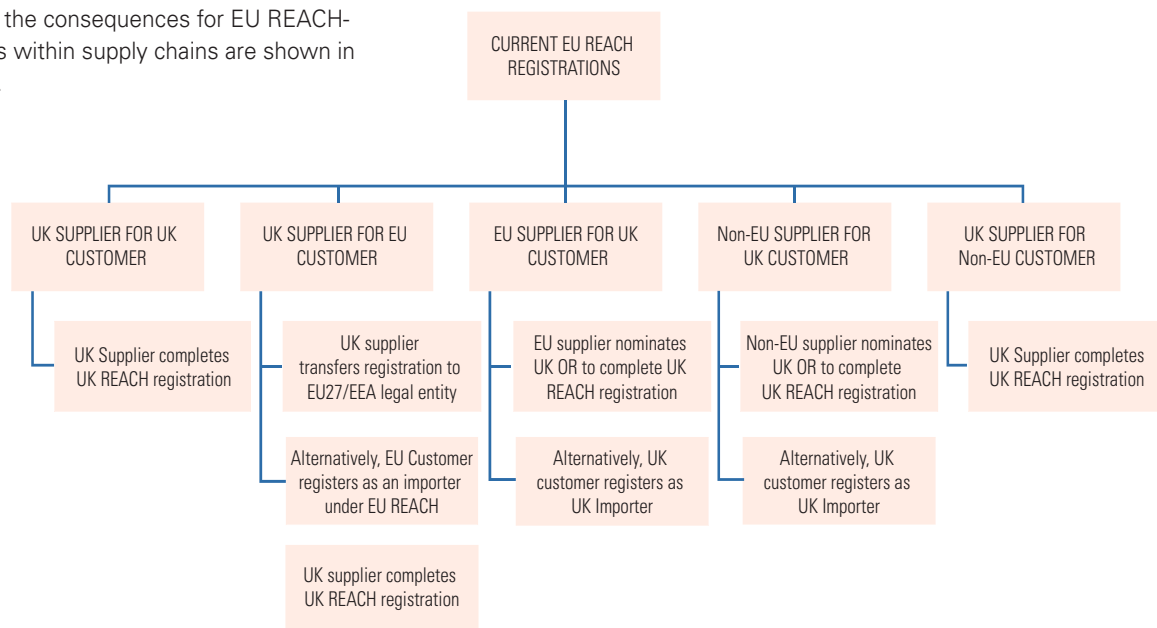 the consequences for EU REACH-
s within supply chains are shown in
CURRENT EU REACH
REGISTRATIONS
UK SUPPLIER FOR UK
CUSTOMER
UK Supplier completes
UK REACH registration
UK SUPPLIER FOR EU
CUSTOMER
UK supplier
transfers registration to
EU27/EEA legal entity
Alternatively, EU Customer
registers as an importer
under EU REACH
UK supplier completes
UK REACH registration
EU SUPPLIER FOR UK
CUSTOMER
EU supplier nominates
UK OR to complete UK
REACH registration
Alternatively, UK
customer registers as
UK Importer
Non-EU SUPPLIER FOR
UK CUSTOMER
Non-EU supplier nominates
UK OR to complete
UK REACH registration
Alternatively, UK
customer registers as
UK Importer
UK SUPPLIER FOR
Non-EU CUSTOMER
UK Supplier completes
UK REACH registration